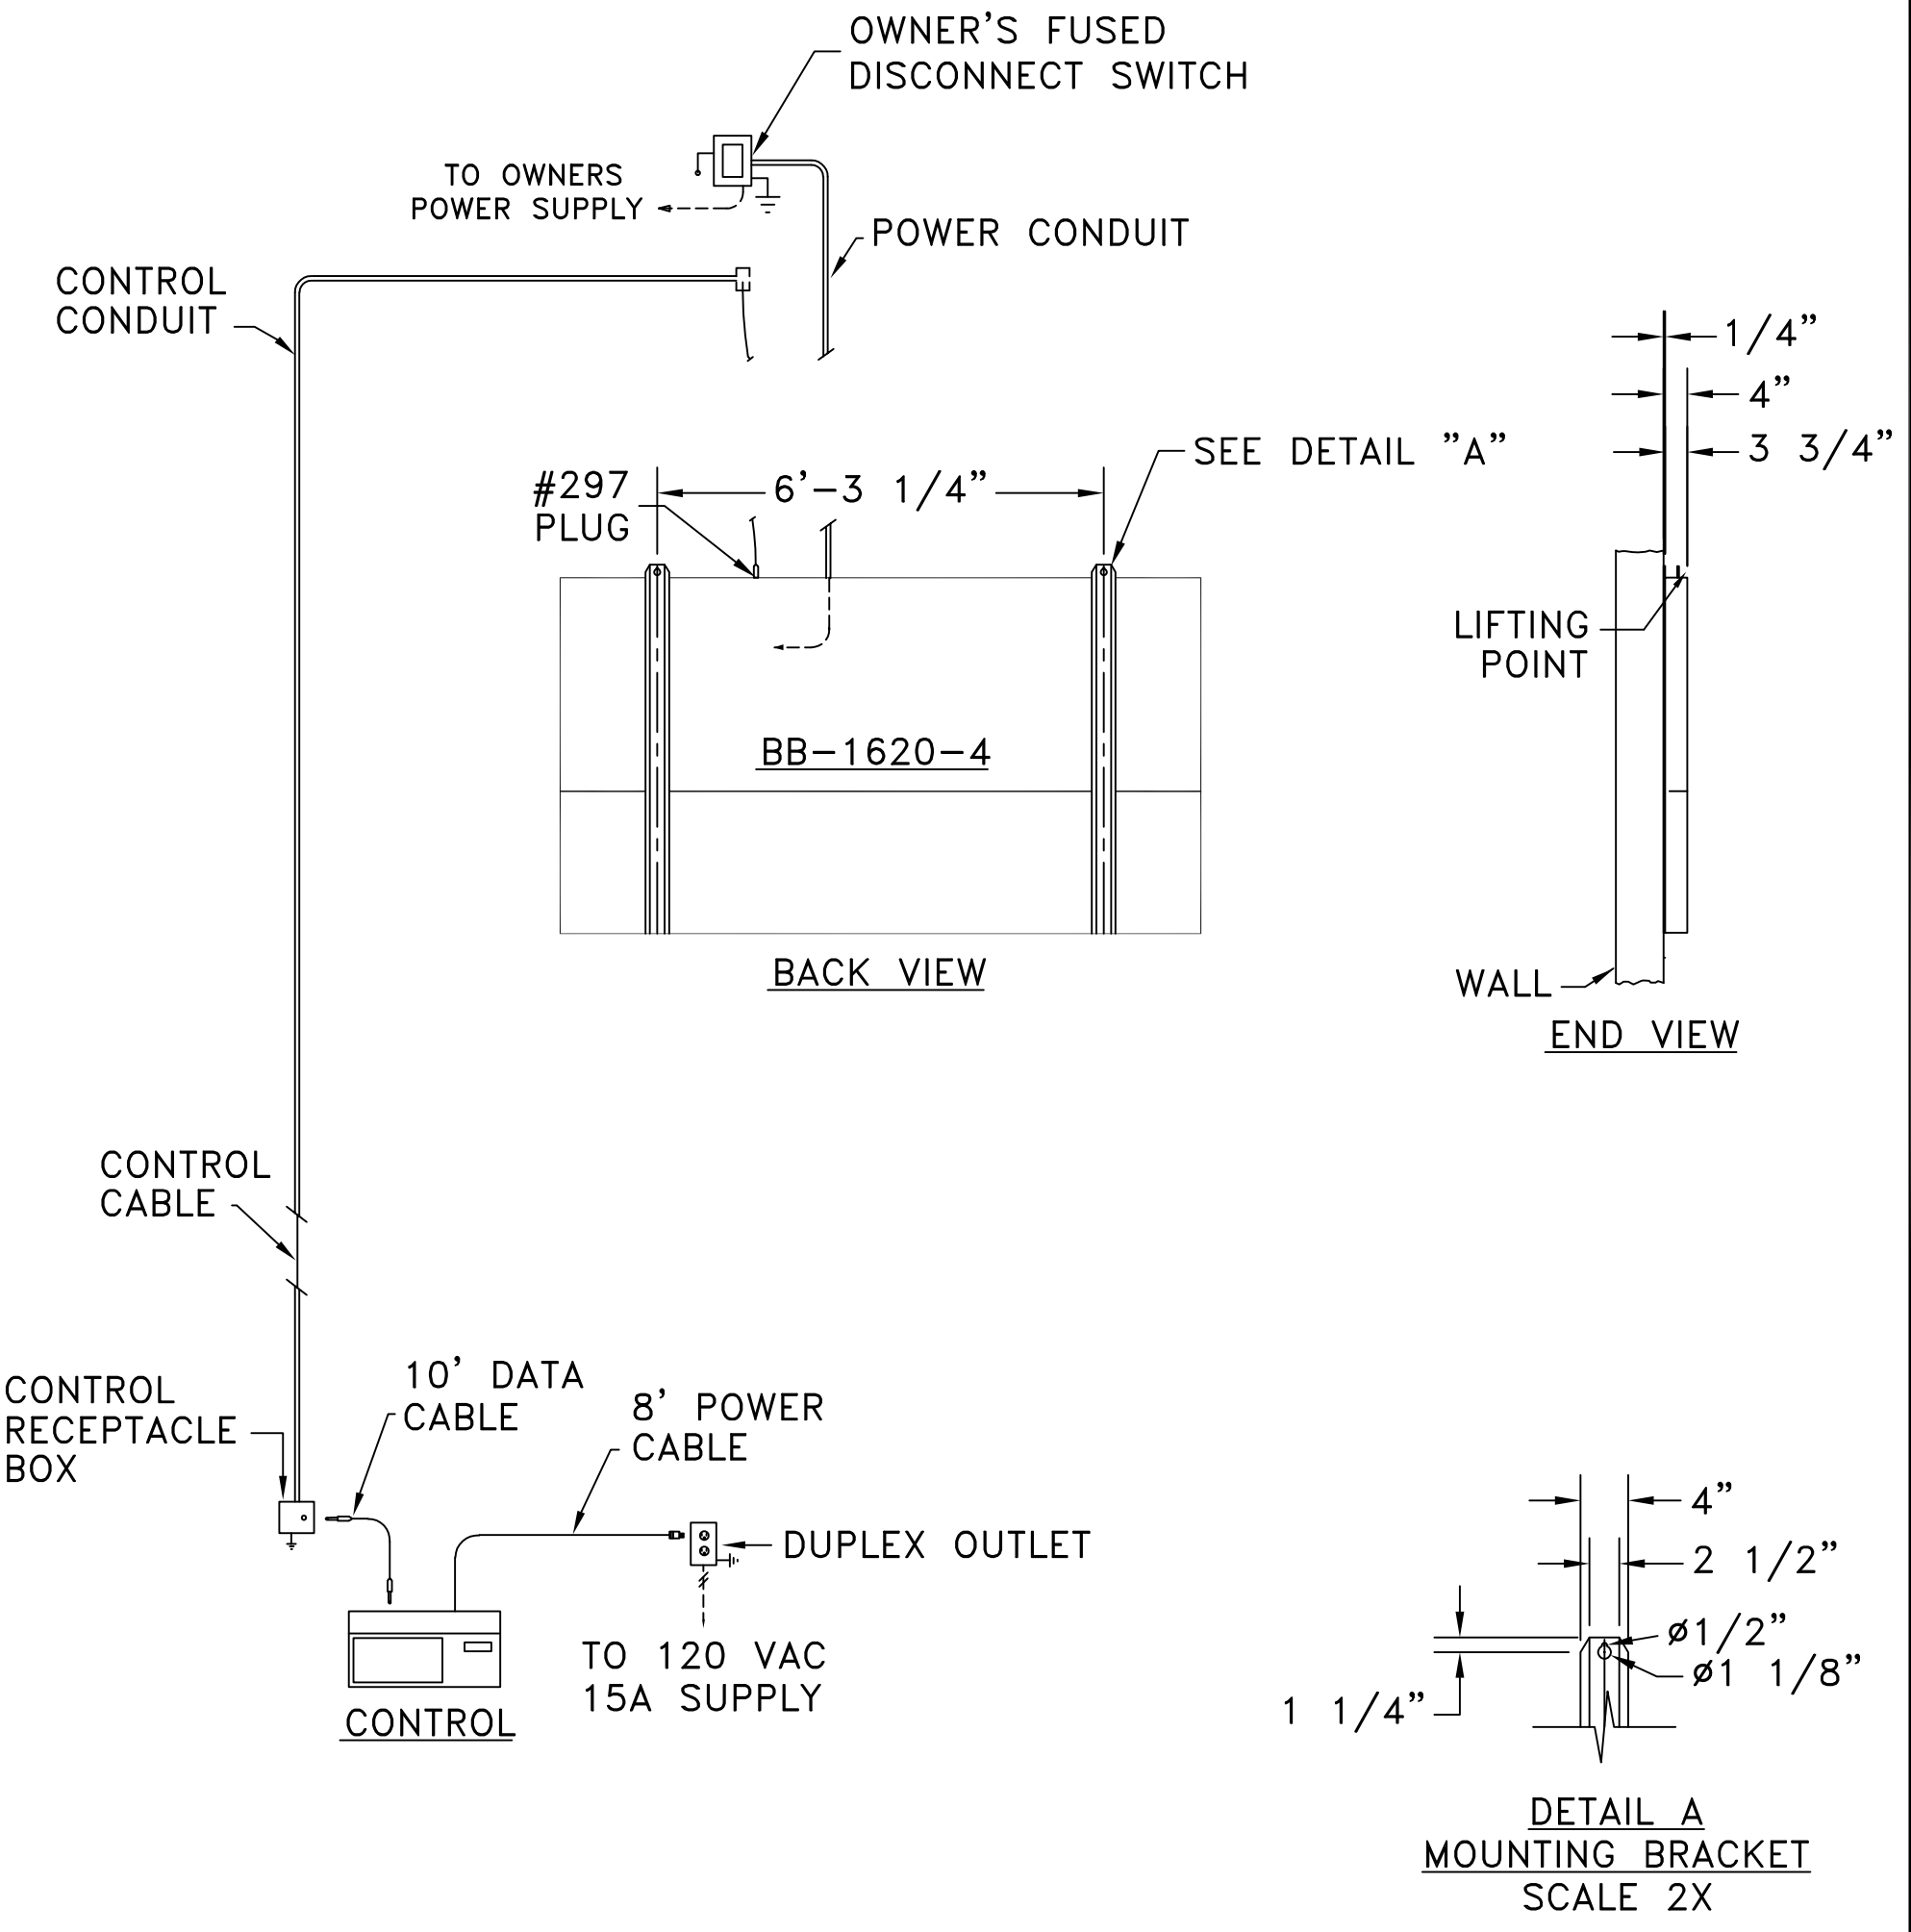 OWNER'S FUSED
DISCONNECT SWITCH
TO OWNERS
POWER SUPPLY
POWER CONDUIT
CONTROL
CONDUIT
1/4”
4”
3 3/4”
SEE DETAIL ”A”
#297
PLUG
6’-3 1/4”
LIFTING
POINT
BB-1620-4
BACK VIEW
WALL
END VIEW
CONTROL
CABLE
CONTROL
RECEPTACLE
BOX
10’ DATA
CABLE
8’ POWER
CABLE
DUPLEX OUTLET
TO 120 VAC
15A SUPPLY
CONTROL
4”
2 1/2”
ø1/2”
ø1 1/8”
1 1/4”
DETAIL A
MOUNTING BRACKET
SCALE 2X